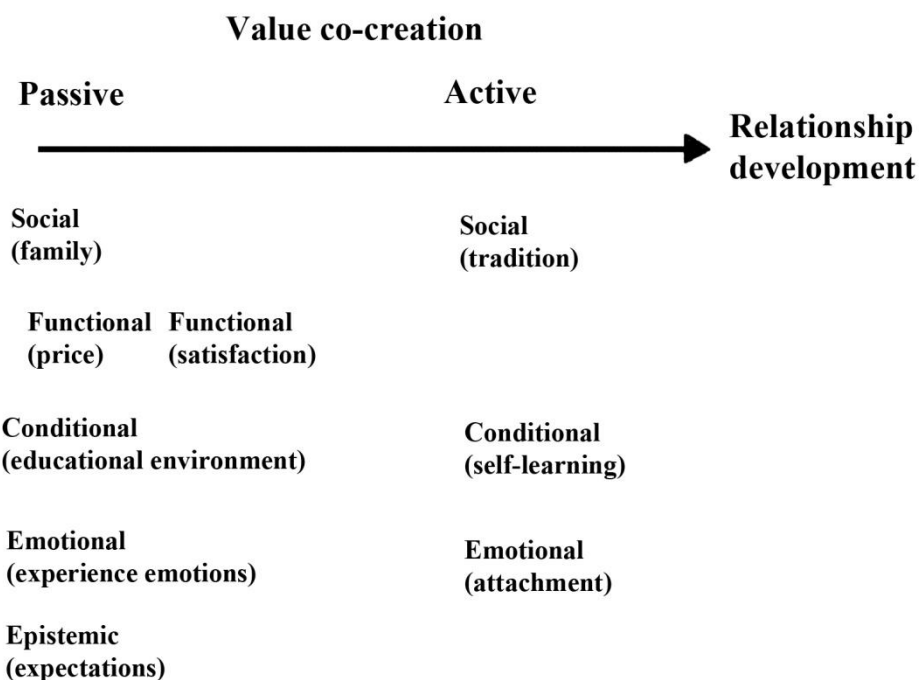 Value co-creation
Passive
Active
Relationship
development
Social
(family)
Social
(tradition)
Functional
(price)
Functional
(satisfaction)
Conditional
(educational environment)
Conditional
(self-learning)
Emotional
(experience emotions)
Emotional
(attachment)
Epistemic
(expectations)